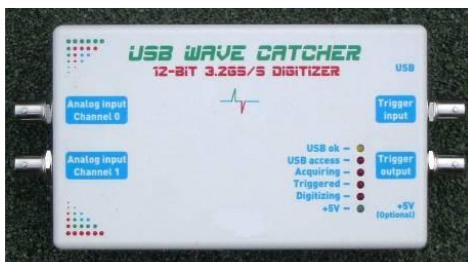 USB WAVE CATCHER
12-BIT 3.2GS/S DIGITIZER
USB
Analog input
Channel 0
Trigger
input
Analog input
Channel 1
USB ok –
USB access –
Acquiring –
Triggered –
Digitizing –
+5V –
Trigger
output
+5V
(Optional)